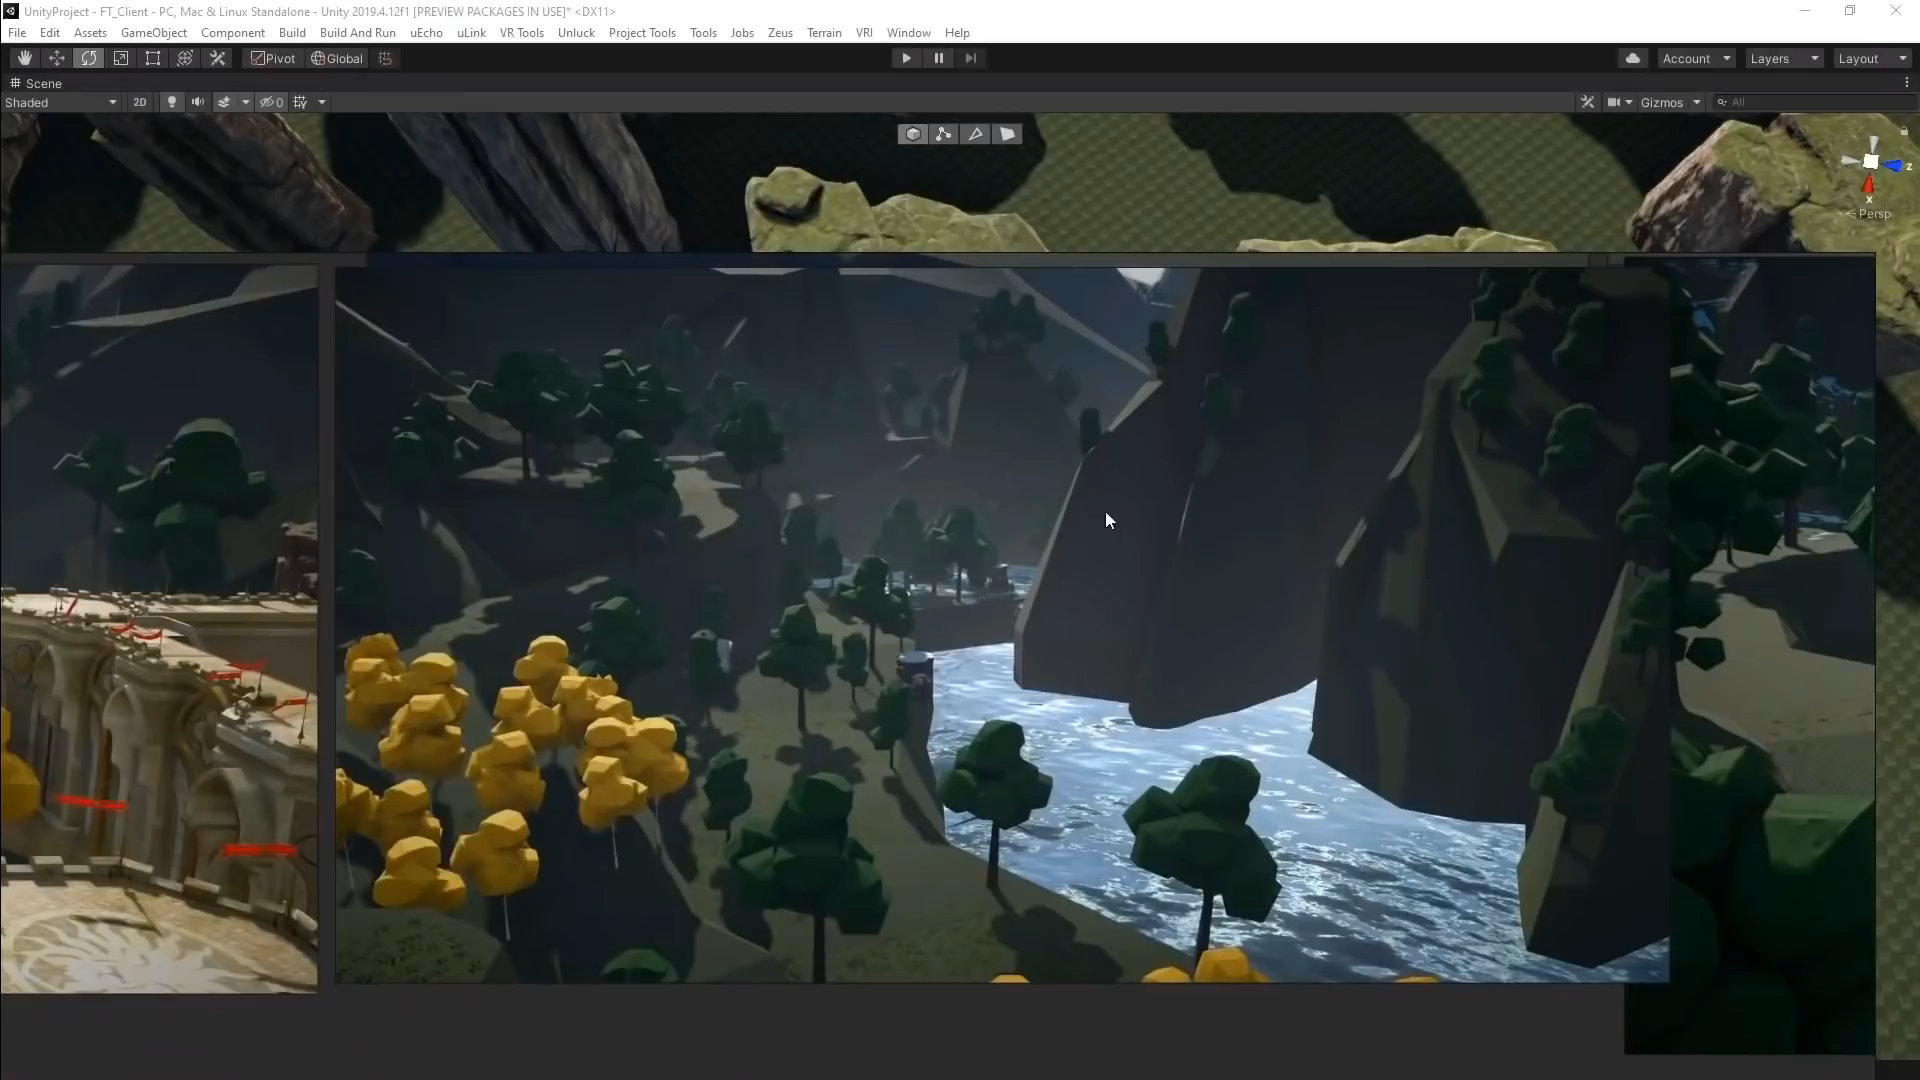 UnityProject - FT_Client - PC, Mac & Linux Standalone - Unity 2019.4.12f1 [PREVIEW PACKAGES IN USE]* <DX11>
File Edit Assets GameObject Component Build Build And Run uEcho uLink VR Tools Unluck Project Tools Tools Jobs Zeus Terrain VRI Window Help
Pivot Global Account Layers Layout
Scene
Shaded 2D 0 Gizmos All
z
x
< Persp